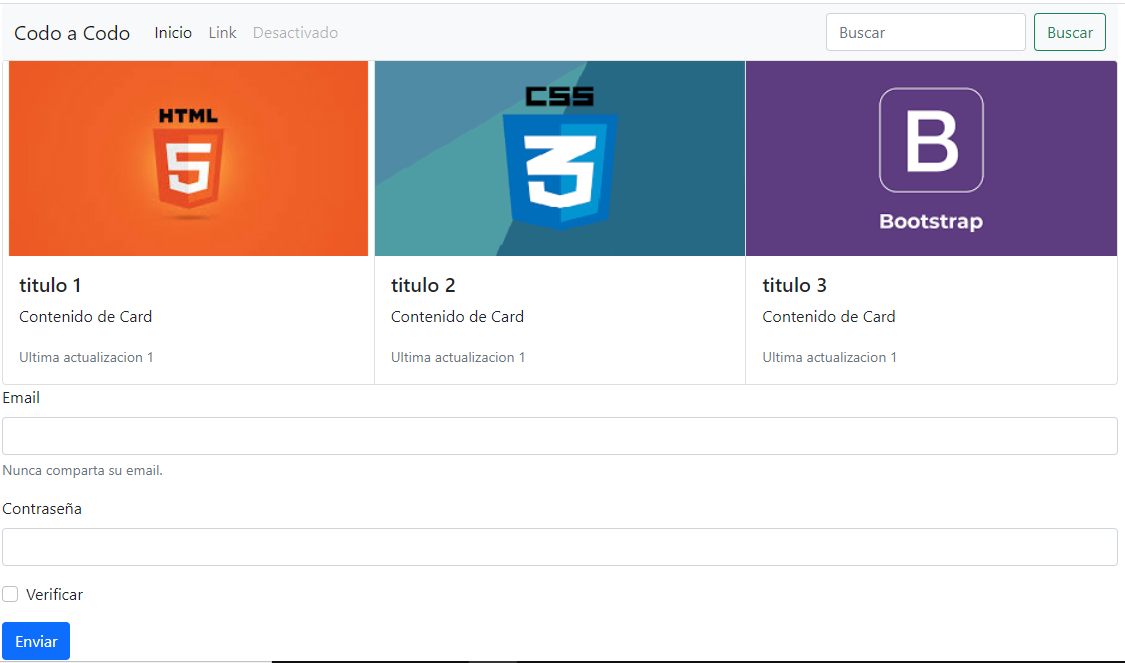 Codo a Codo Inicio Link Desactivado Buscar Buscar
HTML
5
CSS
3
B
Bootstrap
titulo 1
Contenido de Card
Ultima actualizacion 1
titulo 2
Contenido de Card
Ultima actualizacion 1
titulo 3
Contenido de Card
Ultima actualizacion 1
Email
Nunca comparta su email.
Contraseña
Verificar
Enviar